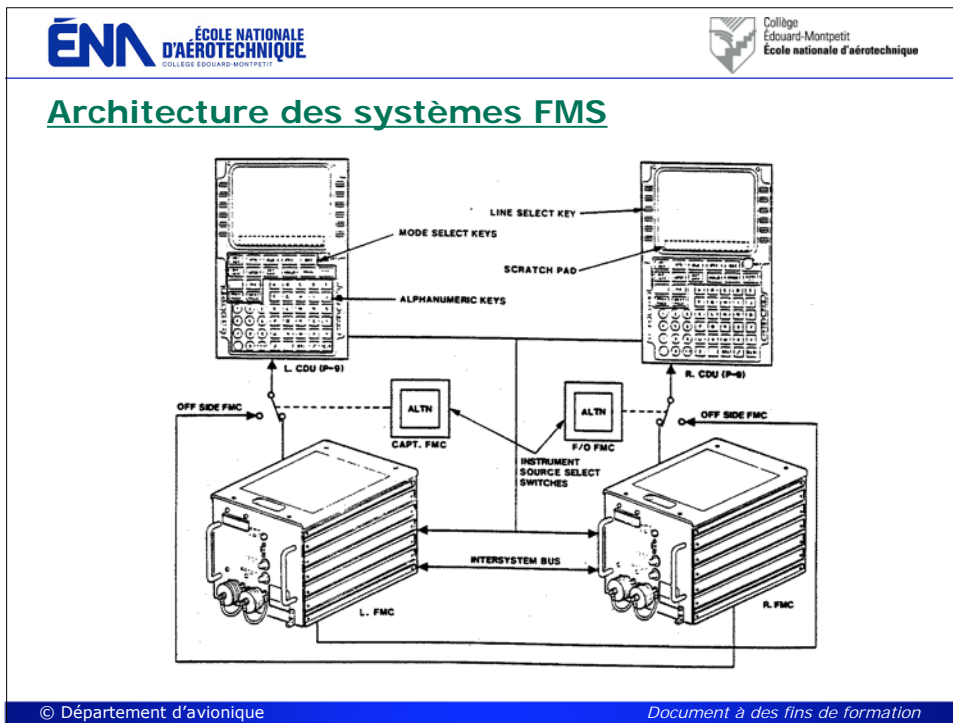 ÉNA ÉCOLE NATIONALE
D'AÉROTECHNIQUE
COLLÈGE ÉDOUARD-MONTPETIT
Collège
Édouard-Montpetit
École nationale d'aérotechnique
Architecture des systèmes FMS
LINE SELECT KEY
MODE SELECT KEYS
SCRATCH PAD
ALPHANUMERIC KEYS
L. CDU (P-9)
R. CDU (P-9)
OFF SIDE FMC
ALTN
ALTN
OFF SIDE FMC
CAPT. FMC
F/O FMC
INSTRUMENT
SOURCE SELECT
SWITCHES
INTERSYSTEM BUS
L. FMC
R. FMC
© Département d'avionique
Document à des fins de formation